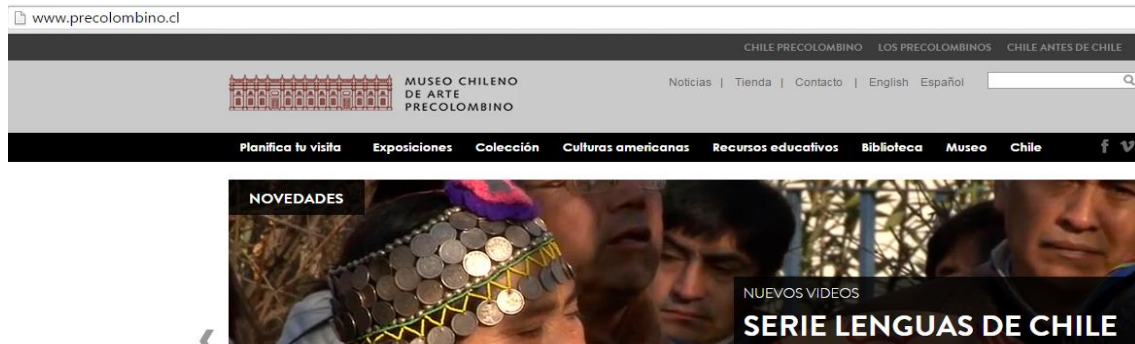 www.precolombino.cl
CHILE PRECOLOMBINO LOS PRECOLOMBINOS CHILE ANTES DE CHILE
MUSEO CHILENO
DE ARTE
PRECOLOMBINO
Noticias | Tienda | Contacto | English Español
Planifica tu visita Exposiciones Colección Culturas americanas Recursos educativos Biblioteca Museo Chile
NOVEDADES
NUEVOS VIDEOS
SERIE LENGUAS DE CHILE